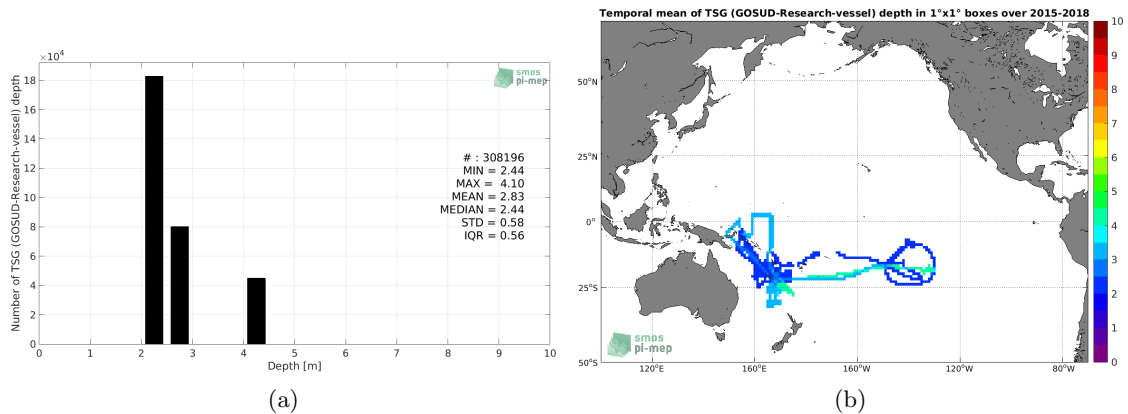 ×10⁴
18
16
14
12
10
8
6
4
2
0
Number of TSG (GOSUD-Research-vessel) depth
smos
pi-mep
# : 308196
MIN = 2.44
MAX = 4.10
MEAN = 2.83
MEDIAN = 2.44
STD = 0.58
IQR = 0.56
0 1 2 3 4 5 6 7 8 9 10
Depth [m]
(a)
Temporal mean of TSG (GOSUD-Research-vessel) depth in 1°x1° boxes over 2015-2018
50°N
25°N
0°
25°S
50°S
120°E 160°E 160°W 120°W 80°W
smos
pi-mep
10
9
8
7
6
5
4
3
2
1
0
(b)